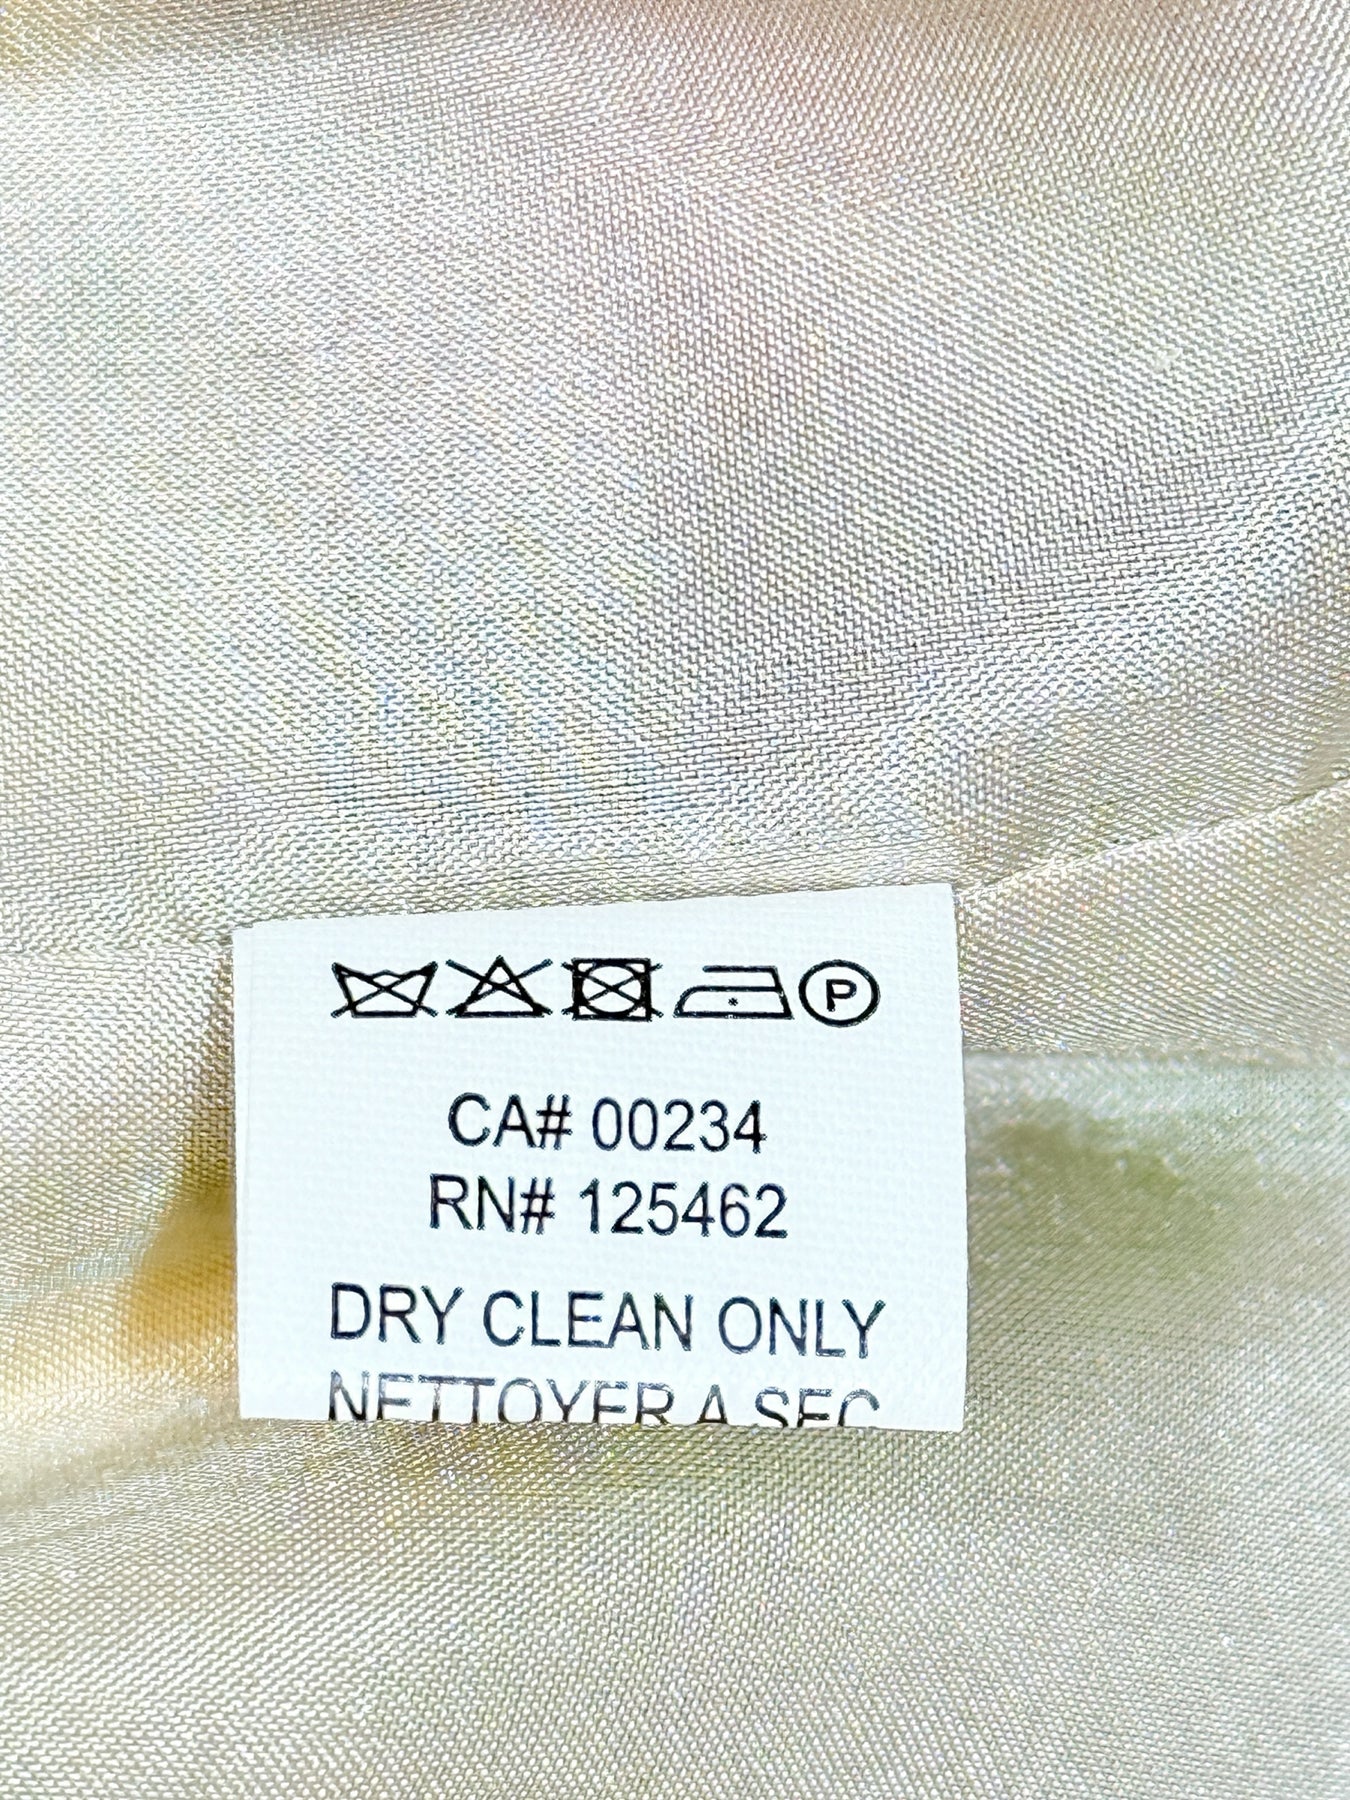 P
CA# 00234
RN# 125462
DRY CLEAN ONLY
NETTOYER A SEC